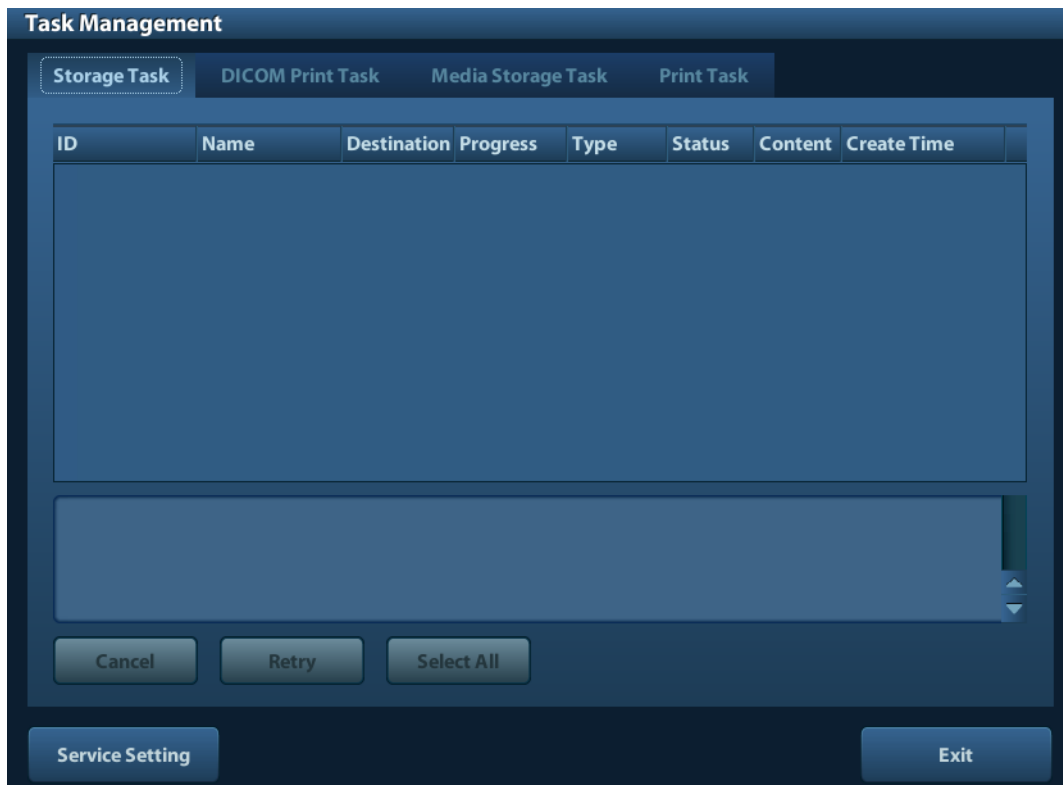 Task Management
Storage Task DICOM Print Task Media Storage Task Print Task
ID Name Destination Progress Type Status Content Create Time
Cancel Retry Select All
Service Setting Exit